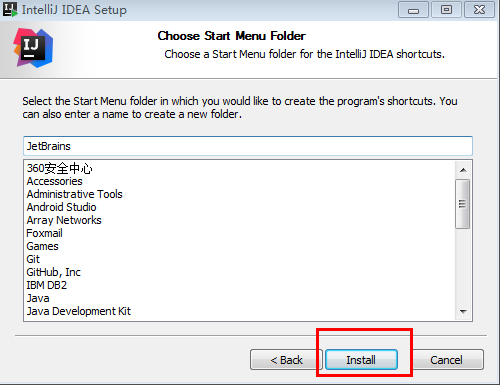 IntelliJ IDEA Setup
IJ
Choose Start Menu Folder
Choose a Start Menu folder for the IntelliJ IDEA shortcuts.
Select the Start Menu folder in which you would like to create the program's shortcuts. You
can also enter a name to create a new folder.
JetBrains
360安全中心
Accessories
Administrative Tools
Android Studio
Array Networks
Foxmail
Games
Git
GitHub, Inc
IBM DB2
Java
Java Development Kit
< Back Install Cancel